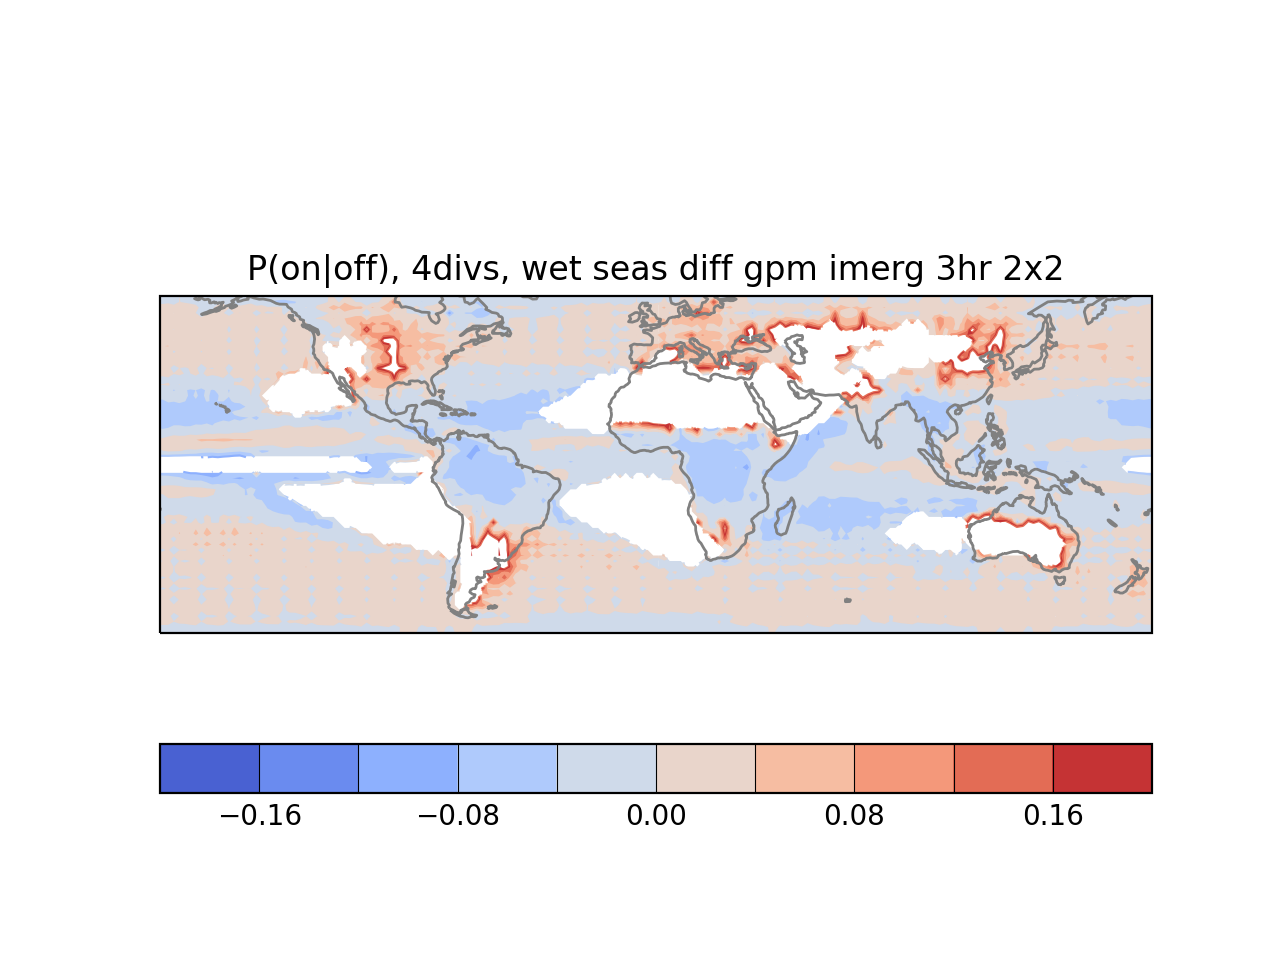 P(on|off), 4divs, wet seas diff gpm imerg 3hr 2x2
−0.16 −0.08 0.00 0.08 0.16